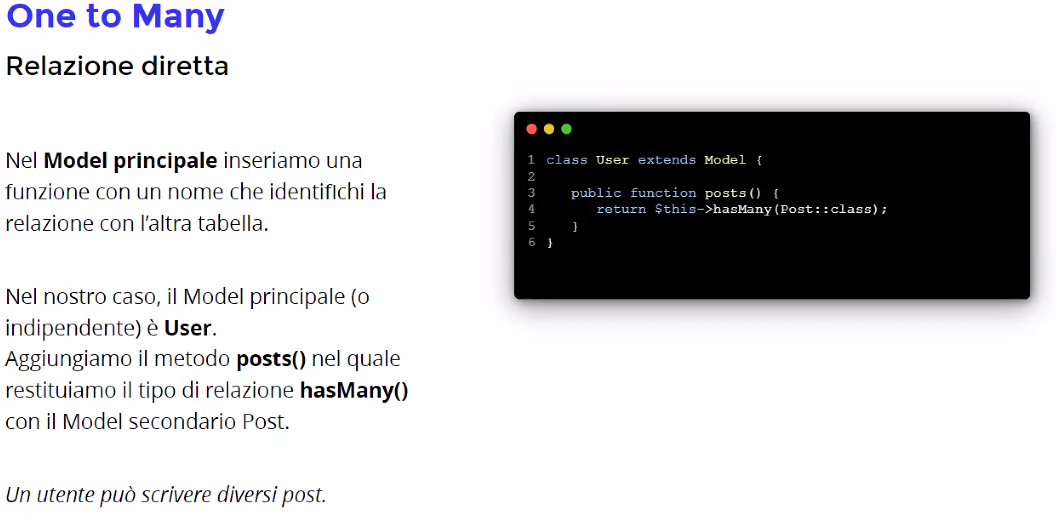 One to Many
Relazione diretta
Nel Model principale inseriamo una
funzione con un nome che identifichi la
relazione con l'altra tabella.
Nel nostro caso, il Model principale (o
indipendente) è User.
Aggiungiamo il metodo posts() nel quale
restituiamo il tipo di relazione hasMany()
con il Model secondario Post.
Un utente può scrivere diversi post.
1 class User extends Model {
2
3    public function posts() {
4       return $this->hasMany(Post::class);
5    }
6 }